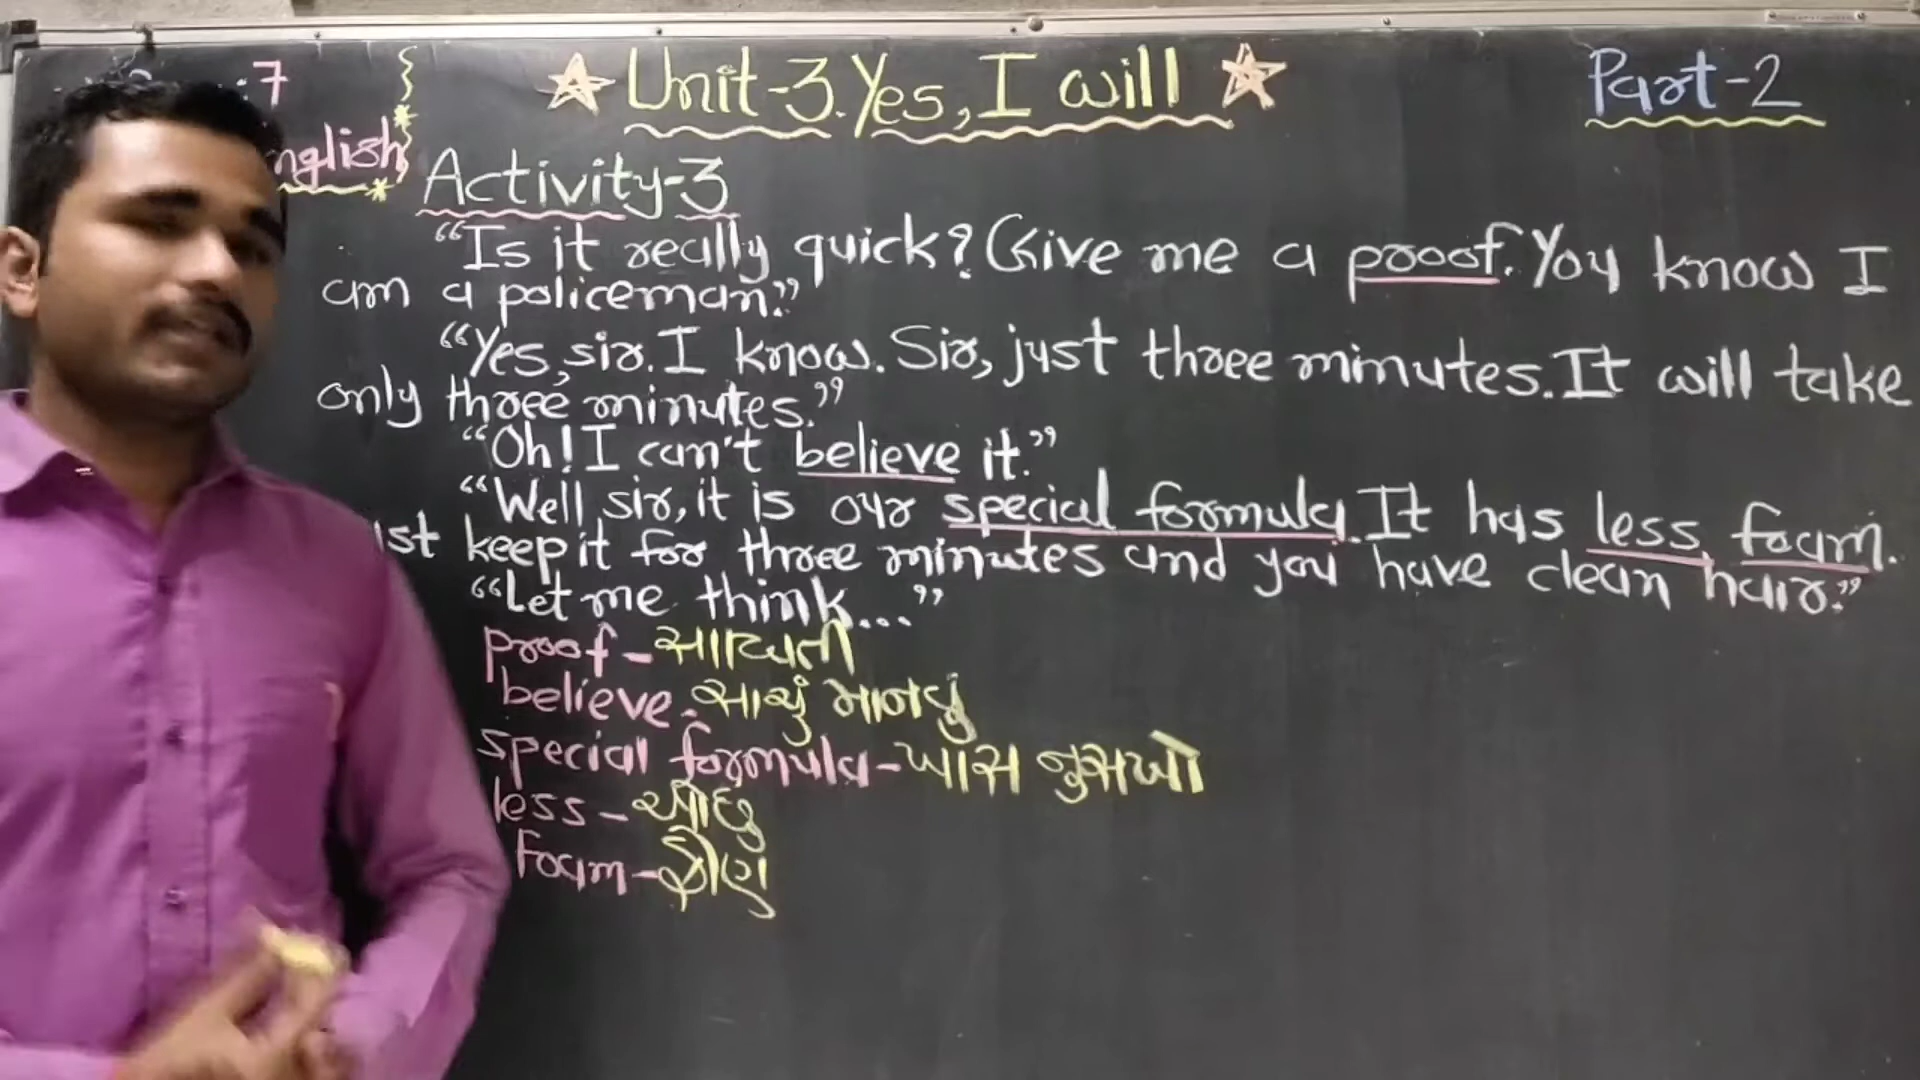 : 7
nglish
Unit-3. Yes, I will
Part-2
Activity-3
“Is it really quick? Give me a proof. You know I
am a policeman.”
“Yes, sir. I know. Sir, just three minutes. It will take
only three minutes.”
“Oh! I can't believe it.”
“Well sir, it is our special formula. It has less foam.
ust keep it for three minutes and you have clean hair.”
“Let me think...”
proof - સાબિતી
believe - સાચું માનવું
special formula - ખાસ નુસખો
less - ઓછું
foam - ફીણ